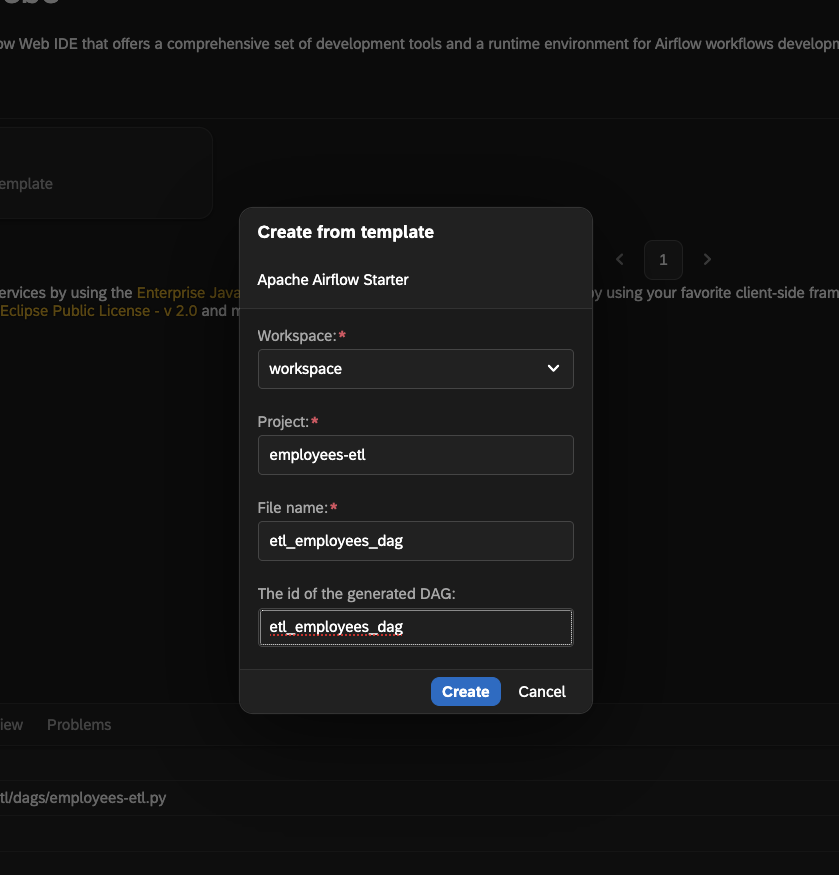 ow Web IDE that offers a comprehensive set of development tools and a runtime environment for Airflow workflows developm
emplate
Create from template
Apache Airflow Starter
1
ervices by using the Enterprise Java
by using your favorite client-side fram
Eclipse Public License - v 2.0 and m
Workspace:*
workspace
Project:*
employees-etl
File name:*
etl_employees_dag
The id of the generated DAG:
etl_employees_dag
Create Cancel
iew Problems
tl/dags/employees-etl.py